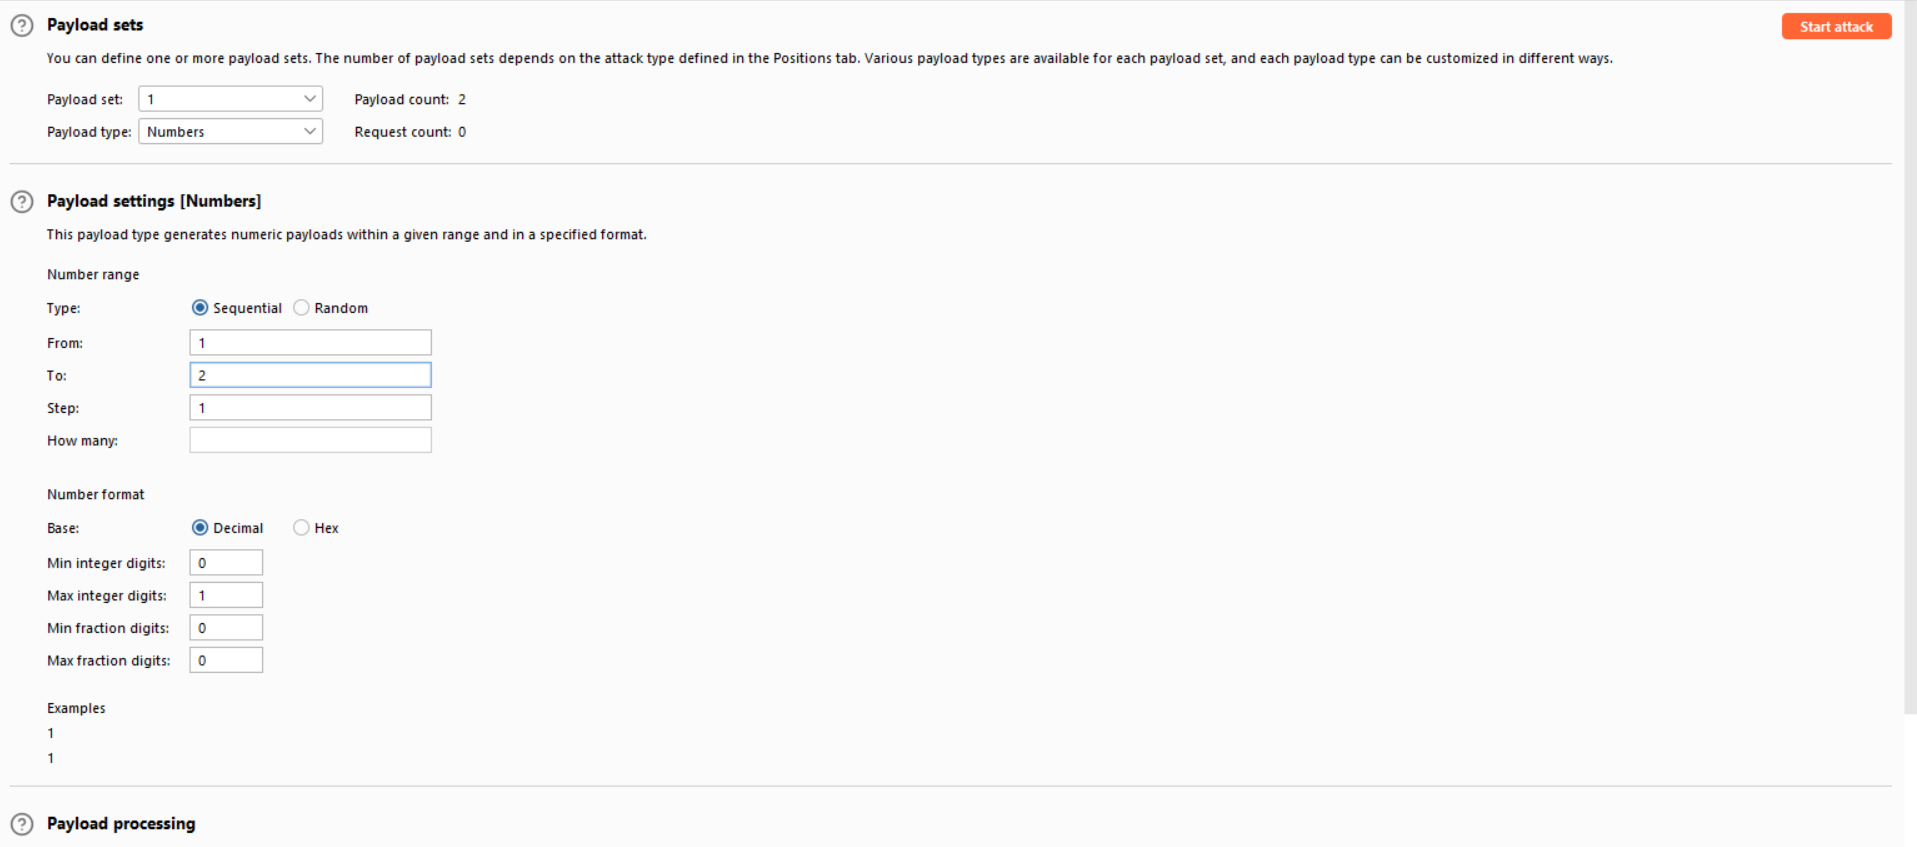 Payload sets
Start attack
You can define one or more payload sets. The number of payload sets depends on the attack type defined in the Positions tab. Various payload types are available for each payload set, and each payload type can be customized in different ways.
Payload set: 1 Payload count: 2
Payload type: Numbers Request count: 0
Payload settings [Numbers]
This payload type generates numeric payloads within a given range and in a specified format.
Number range
Type: Sequential Random
From: 1
To: 2
Step: 1
How many:
Number format
Base: Decimal Hex
Min integer digits: 0
Max integer digits: 1
Min fraction digits: 0
Max fraction digits: 0
Examples
1
1
Payload processing